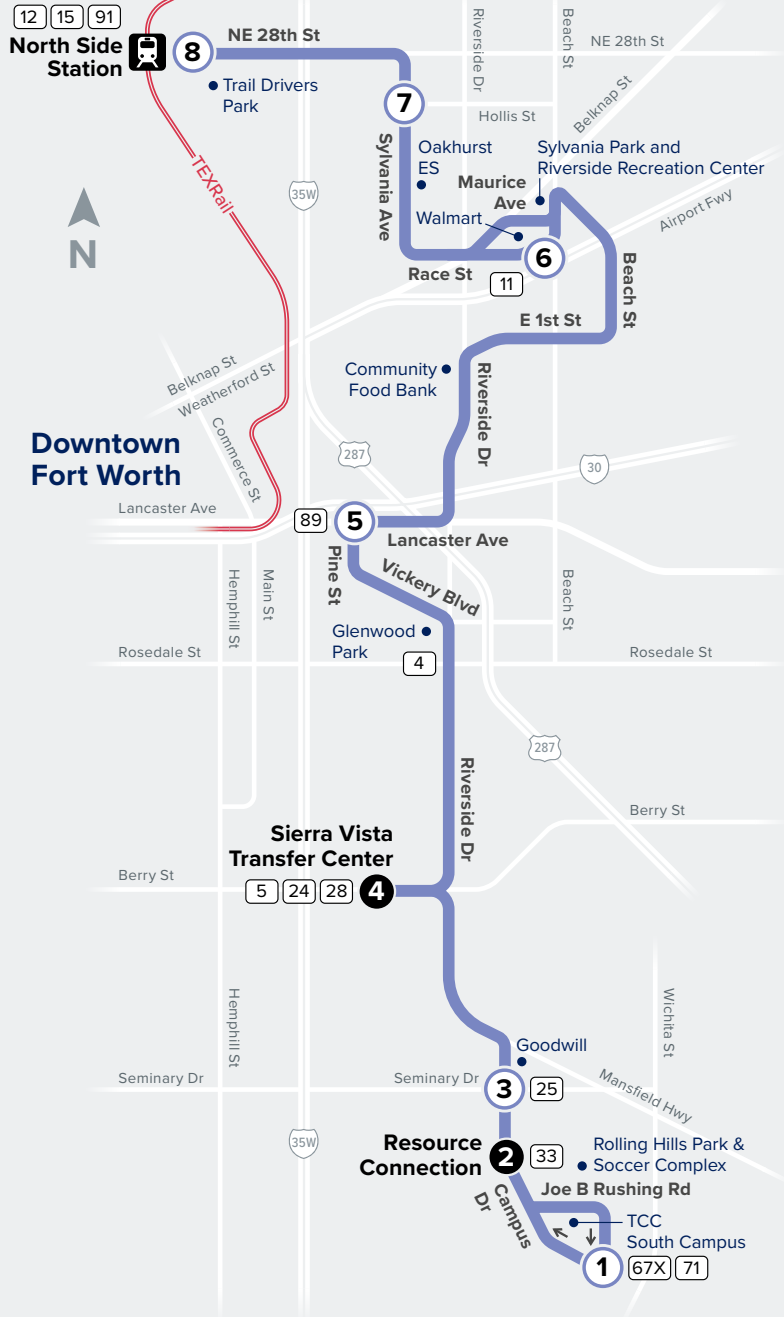 12 15 91
North Side
Station
8
NE 28th St
Riverside Dr
Beach St
NE 28th St
Trail Drivers
Park
7
Hollis St
Belknap St
TEXRail
35W
Sylvania Ave
Oakhurst
ES
Sylvania Park and
Riverside Recreation Center
Maurice
Ave
Walmart
Airport Fwy
N
Race St
6
11
Beach St
E 1st St
Community
Food Bank
Riverside Dr
Belknap St
Weatherford St
Commerce St
Downtown
Fort Worth
287
30
Lancaster Ave
89
5
Lancaster Ave
Pine St
Vickery Blvd
Hemphill St
Main St
Beach St
Glenwood
Park
4
Rosedale St
Rosedale St
287
Riverside Dr
Berry St
Sierra Vista
Transfer Center
Berry St
5 24 28
4
Hemphill St
Wichita St
Goodwill
Seminary Dr
Seminary Dr
3
25
Mansfield Hwy
35W
Resource
Connection
2
33
Rolling Hills Park &
Soccer Complex
Joe B Rushing Rd
Campus
Dr
TCC
South Campus
1
67X 71